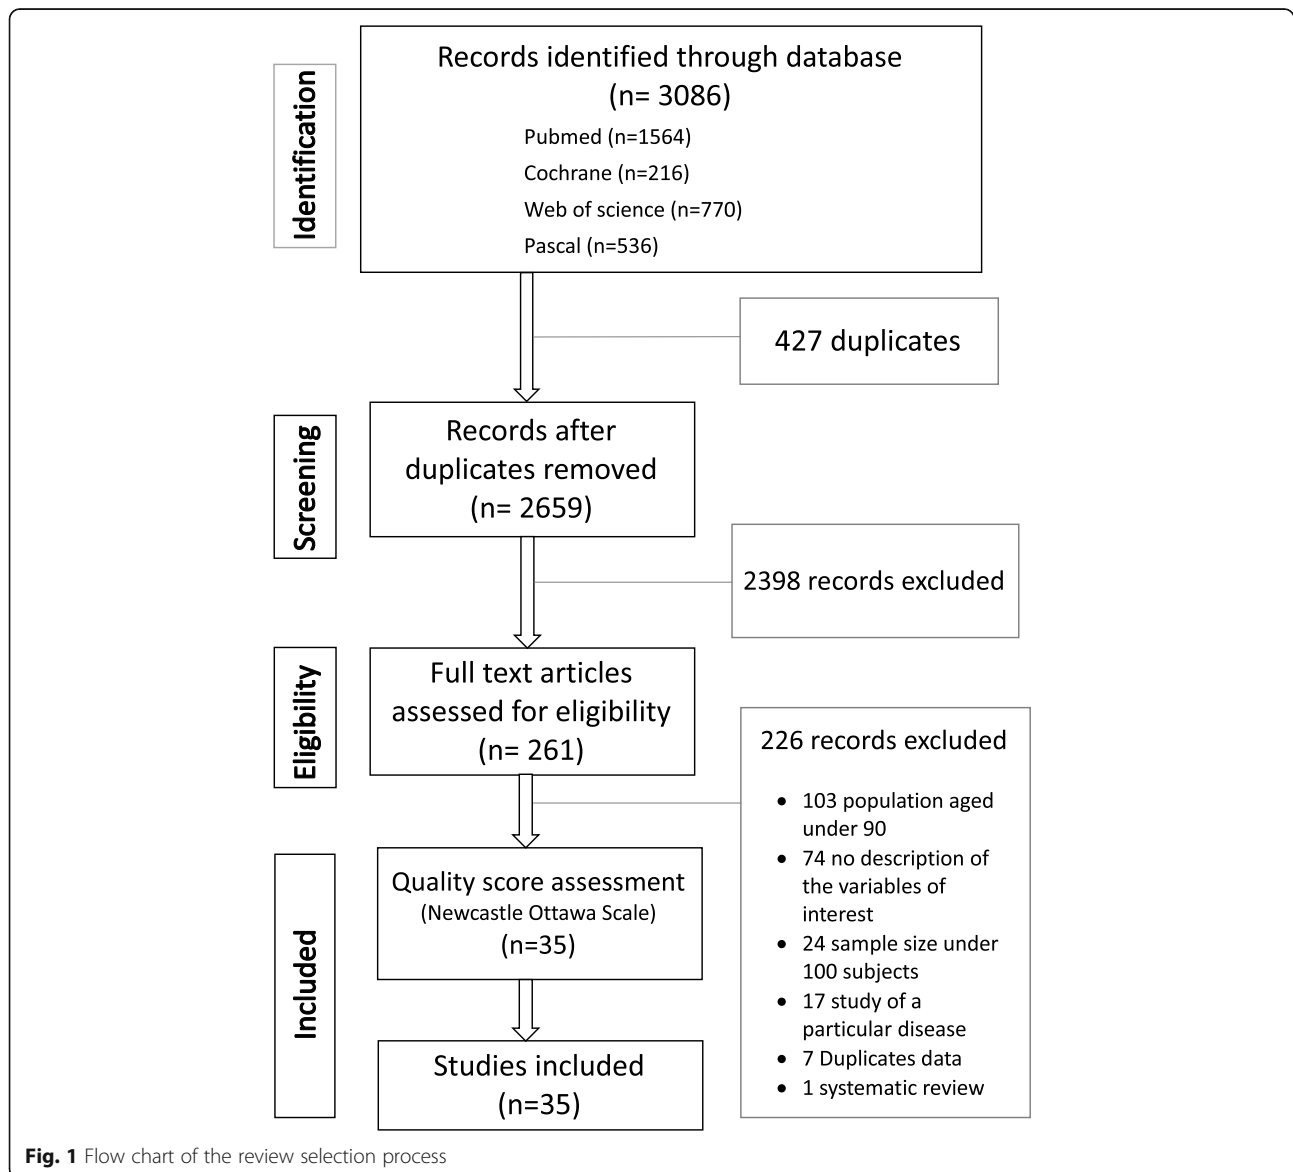 Identification
Records identified through database
(n= 3086)
Pubmed (n=1564)
Cochrane (n=216)
Web of science (n=770)
Pascal (n=536)
427 duplicates
Screening
Records after
duplicates removed
(n= 2659)
2398 records excluded
Eligibility
Full text articles
assessed for eligibility
(n= 261)
226 records excluded
• 103 population aged
under 90
• 74 no description of
the variables of
interest
• 24 sample size under
100 subjects
• 17 study of a
particular disease
• 7 Duplicates data
• 1 systematic review
Included
Quality score assessment
(Newcastle Ottawa Scale)
(n=35)
Studies included
(n=35)
Fig. 1 Flow chart of the review selection process